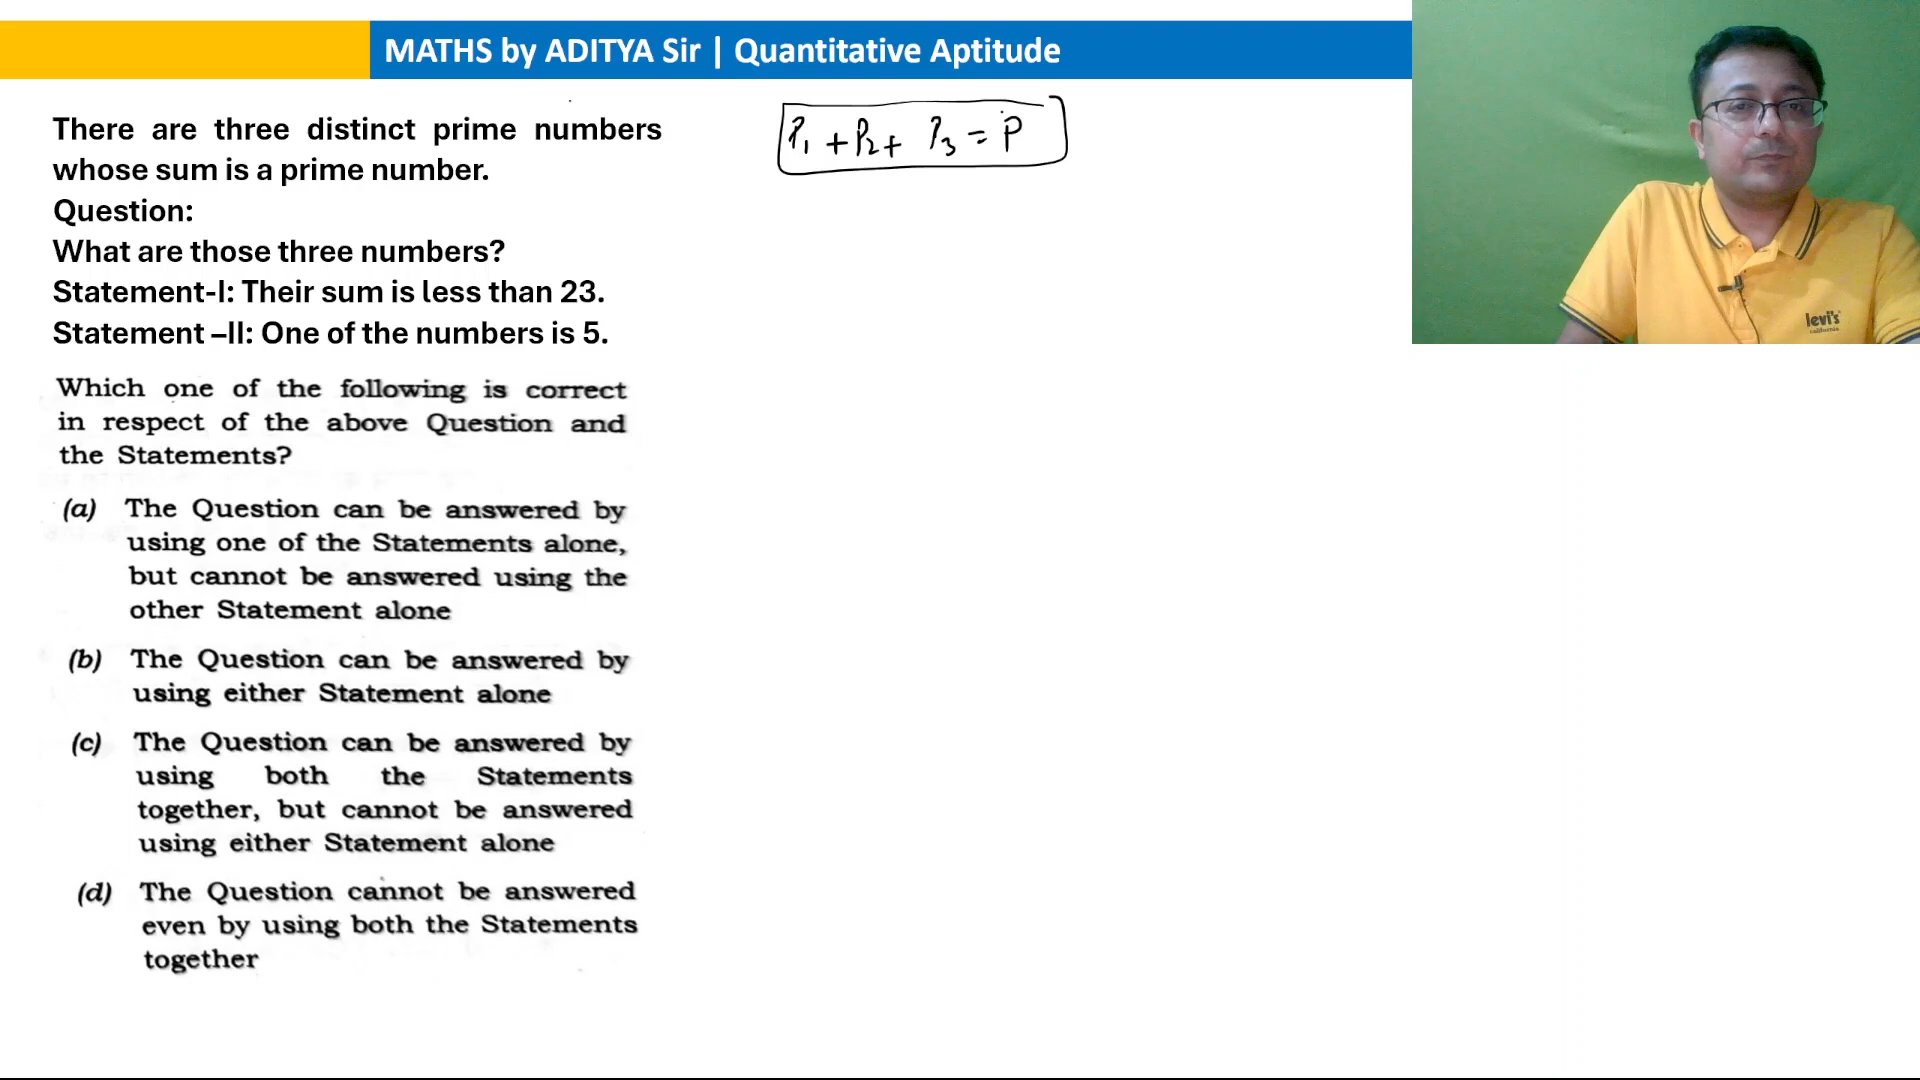 MATHS by ADITYA Sir | Quantitative Aptitude
There are three distinct prime numbers
whose sum is a prime number.
Question:
What are those three numbers?
Statement-I: Their sum is less than 23.
Statement –II: One of the numbers is 5.
P₁ + P₂ + P₃ = P
levi's
california
Which one of the following is correct
in respect of the above Question and
the Statements?
(a) The Question can be answered by
using one of the Statements alone,
but cannot be answered using the
other Statement alone
(b) The Question can be answered by
using either Statement alone
(c) The Question can be answered by
using both the Statements
together, but cannot be answered
using either Statement alone
(d) The Question cannot be answered
even by using both the Statements
together